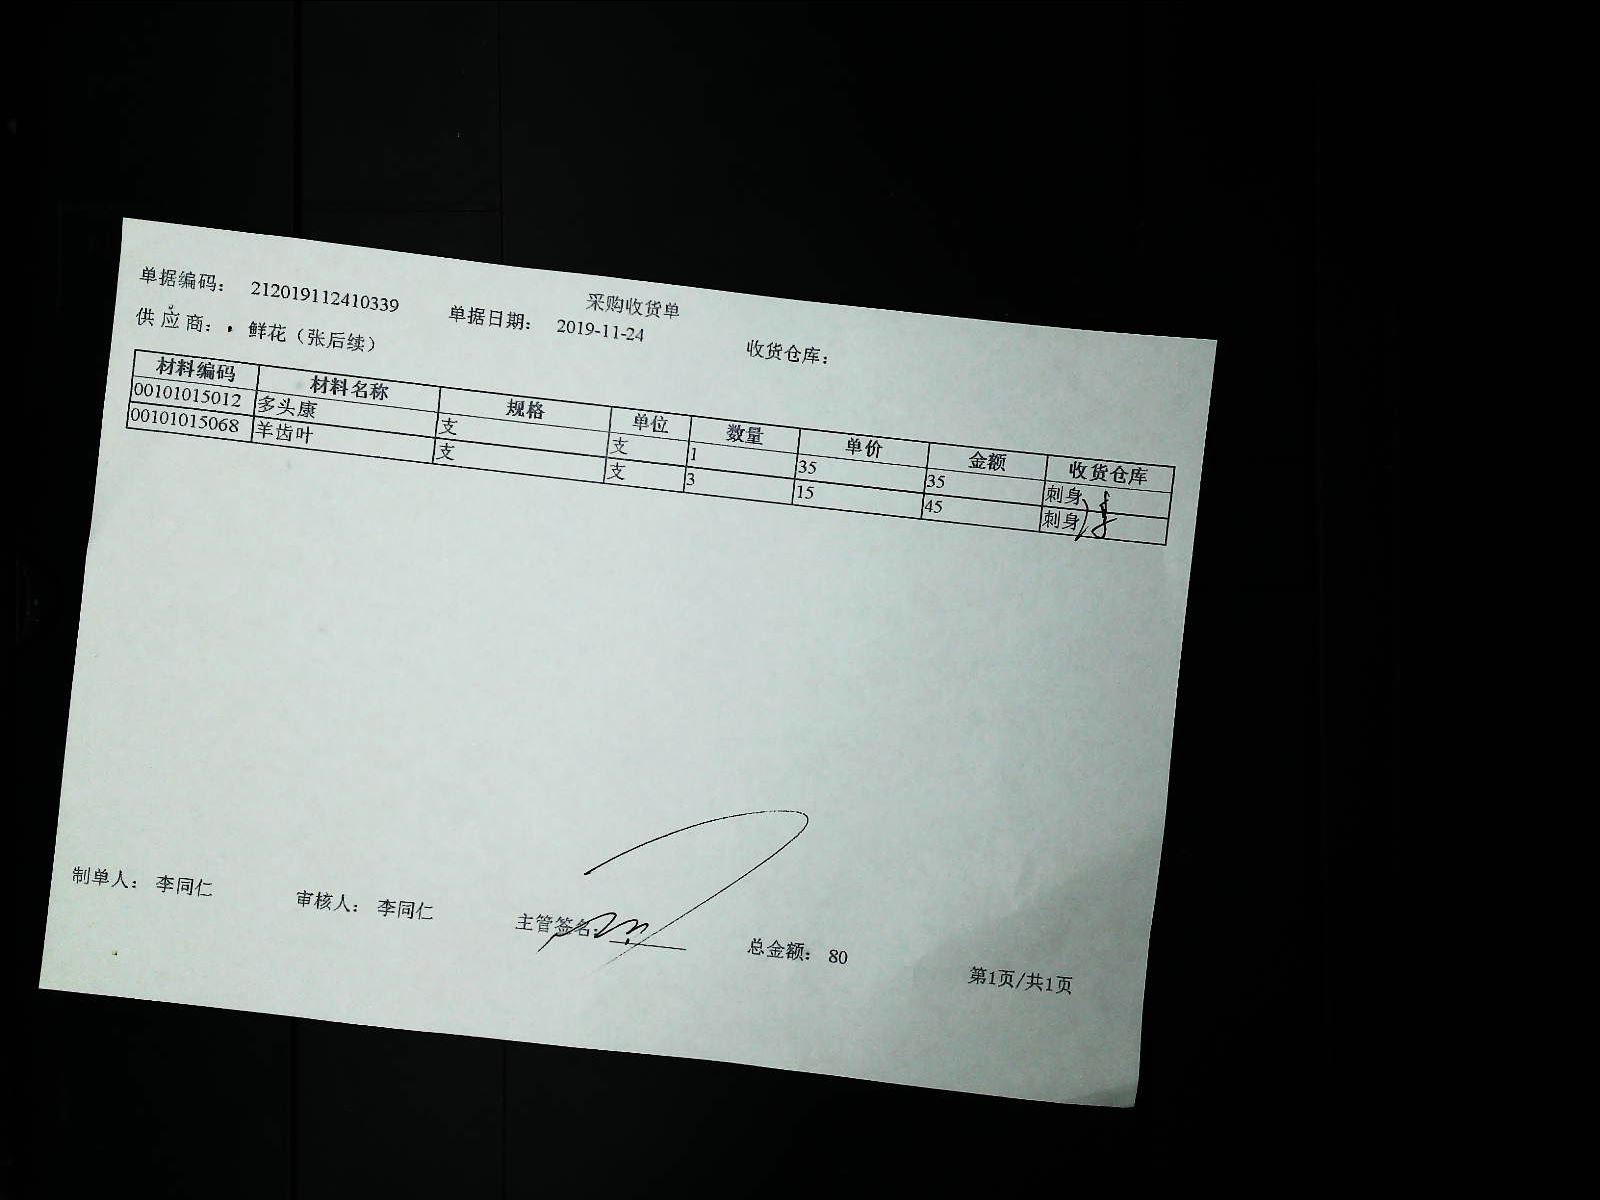 采购收货单
单据编码: 212019112410339 单据日期: 2019-11-24 收货仓库:
供应商: 鲜花（张后续）
材料编码 材料名称 规格 单位 数量 单价 金额 收货仓库
00101015012 多头康 支 支 1 35 35 刺身
00101015068 羊齿叶 支 支 3 15 45 刺身
制单人: 李同仁 审核人: 李同仁 主管签名: 总金额: 80
第1页/共1页